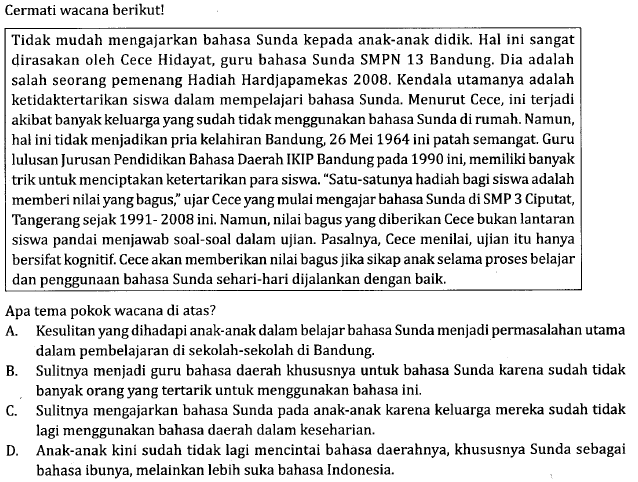 Cermati wacana berikut!
Tidak mudah mengajarkan bahasa Sunda kepada anak-anak didik. Hal ini sangat
dirasakan oleh Cece Hidayat, guru bahasa Sunda SMPN 13 Bandung. Dia adalah
salah seorang pemenang Hadiah Hardjapamekas 2008. Kendala utamanya adalah
ketidaktertarikan siswa dalam mempelajari bahasa Sunda. Menurut Cece, ini terjadi
akibat banyak keluarga yang sudah tidak menggunakan bahasa Sunda di rumah. Namun,
hal ini tidak menjadikan pria kelahiran Bandung, 26 Mei 1964 ini patah semangat. Guru
lulusan Jurusan Pendidikan Bahasa Daerah IKIP Bandung pada 1990 ini, memiliki banyak
trik untuk menciptakan ketertarikan para siswa. “Satu-satunya hadiah bagi siswa adalah
memberi nilai yang bagus,” ujar Cece yang mulai mengajar bahasa Sunda di SMP 3 Ciputat,
Tangerang sejak 1991- 2008 ini. Namun, nilai bagus yang diberikan Cece bukan lantaran
siswa pandai menjawab soal-soal dalam ujian. Pasalnya, Cece menilai, ujian itu hanya
bersifat kognitif. Cece akan memberikan nilai bagus jika sikap anak selama proses belajar
dan penggunaan bahasa Sunda sehari-hari dijalankan dengan baik.
Apa tema pokok wacana di atas?
A. Kesulitan yang dihadapi anak-anak dalam belajar bahasa Sunda menjadi permasalahan utama
dalam pembelajaran di sekolah-sekolah di Bandung.
B. Sulitnya menjadi guru bahasa daerah khususnya untuk bahasa Sunda karena sudah tidak
banyak orang yang tertarik untuk menggunakan bahasa ini.
C. Sulitnya mengajarkan bahasa Sunda pada anak-anak karena keluarga mereka sudah tidak
lagi menggunakan bahasa daerah dalam keseharian.
D. Anak-anak kini sudah tidak lagi mencintai bahasa daerahnya, khususnya Sunda sebagai
bahasa ibunya, melainkan lebih suka bahasa Indonesia.